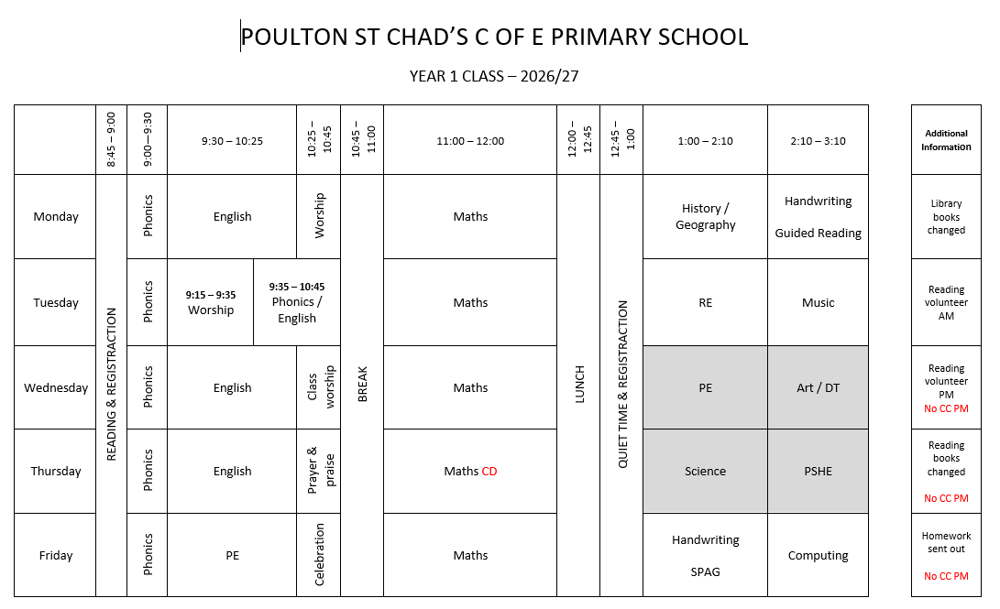 POULTON ST CHAD’S C OF E PRIMARY SCHOOL
YEAR 1 CLASS – 2026/27
8:45 – 9:00
9:00—9:30
9:30 – 10:25
10:25 –
10:45
10:45 –
11:00
11:00 – 12:00
12:00 –
12:45
12:45 –
1:00
1:00 – 2:10
2:10 – 3:10
Additional
Information
READING & REGISTRACTION
BREAK
LUNCH
QUIET TIME & REGISTRACTION
Monday
Phonics
English
Worship
Maths
History /
Geography
Handwriting
Guided Reading
Library
books
changed
Tuesday
Phonics
9:15 – 9:35
Worship
9:35 – 10:45
Phonics /
English
Maths
RE
Music
Reading
volunteer
AM
Wednesday
Phonics
English
Class
worship
Maths
PE
Art / DT
Reading
volunteer
PM
No CC PM
Thursday
Phonics
English
Prayer &
praise
Maths CD
Science
PSHE
Reading
books
changed
No CC PM
Friday
Phonics
PE
Celebration
Maths
Handwriting
SPAG
Computing
Homework
sent out
No CC PM